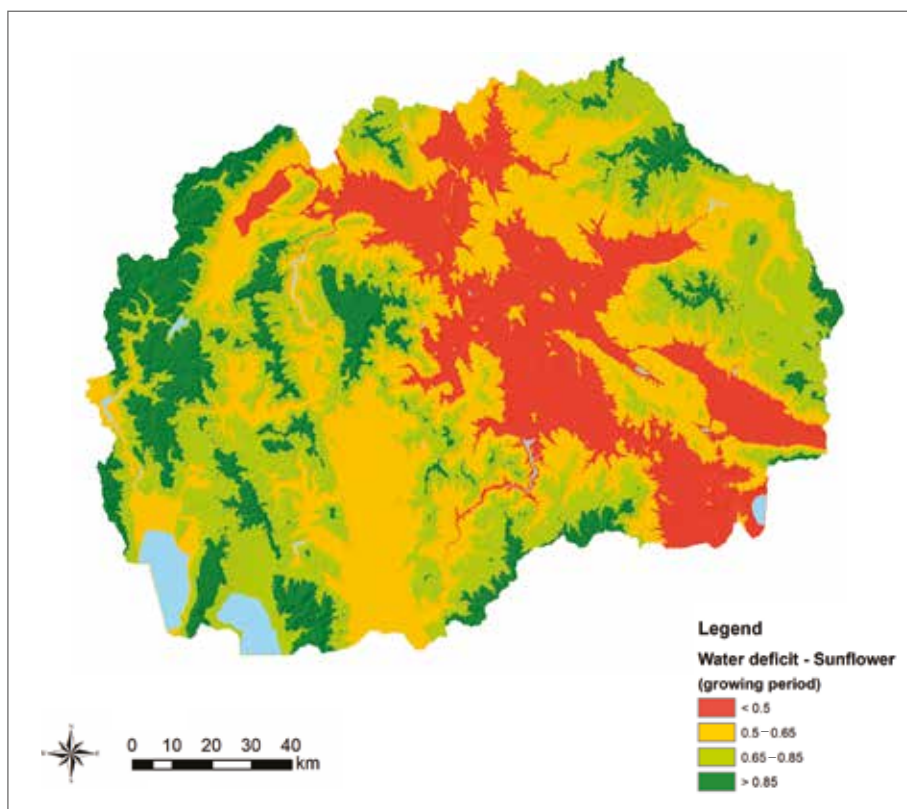 Legend
Water deficit - Sunflower
(growing period)
< 0.5
0.5–0.65
0.65–0.85
> 0.85
0 10 20 30 40
km